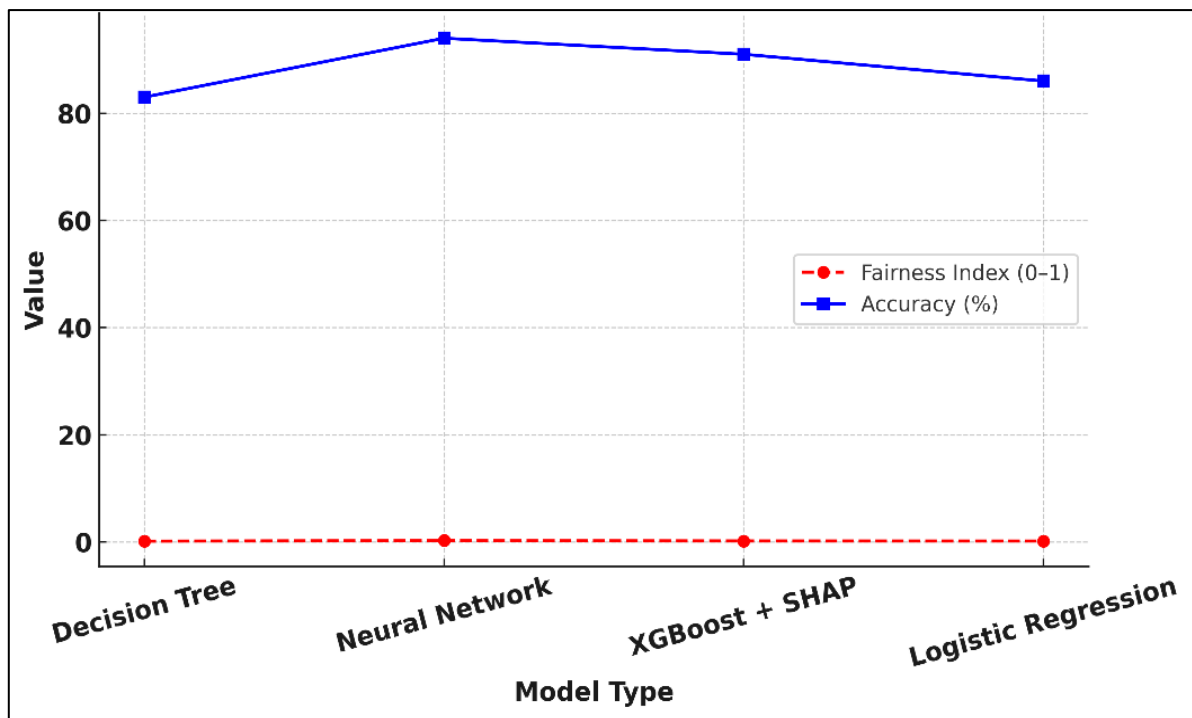 80
60
40
20
0
Value
Fairness Index (0–1)
Accuracy (%)
Decision Tree
Neural Network
XGBoost + SHAP
Logistic Regression
Model Type